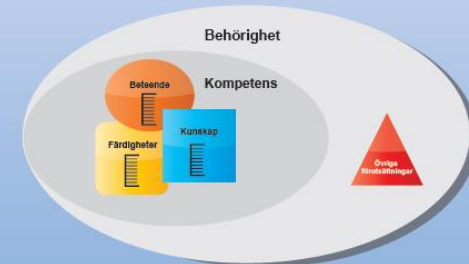 Behörighet
Beteende
Kompetens
Kunskap
Färdigheter
Övriga
förutsättningar